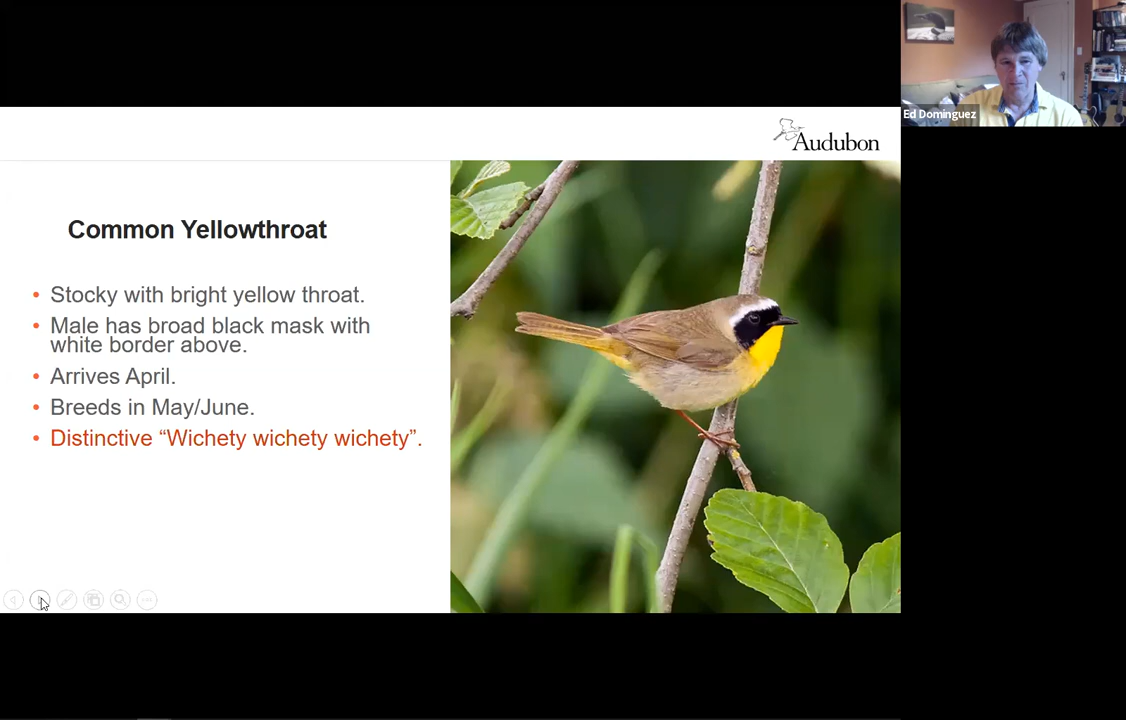 Ed Dominguez
Audubon
Common Yellowthroat
• Stocky with bright yellow throat.
• Male has broad black mask with
white border above.
• Arrives April.
• Breeds in May/June.
• Distinctive “Wichety wichety wichety”.